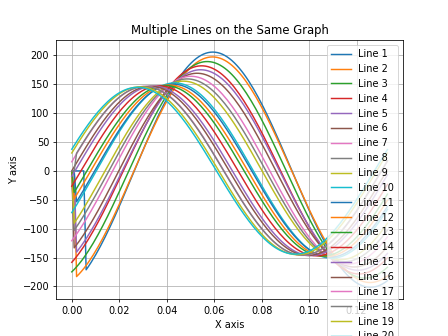 Multiple Lines on the Same Graph
200
150
100
50
0
−50
−100
−150
−200
Y axis
0.00
0.02
0.04
0.06
0.08
0.10
X axis
Line 1
Line 2
Line 3
Line 4
Line 5
Line 6
Line 7
Line 8
Line 9
Line 10
Line 11
Line 12
Line 13
Line 14
Line 15
Line 16
Line 17
Line 18
Line 19
Line 20